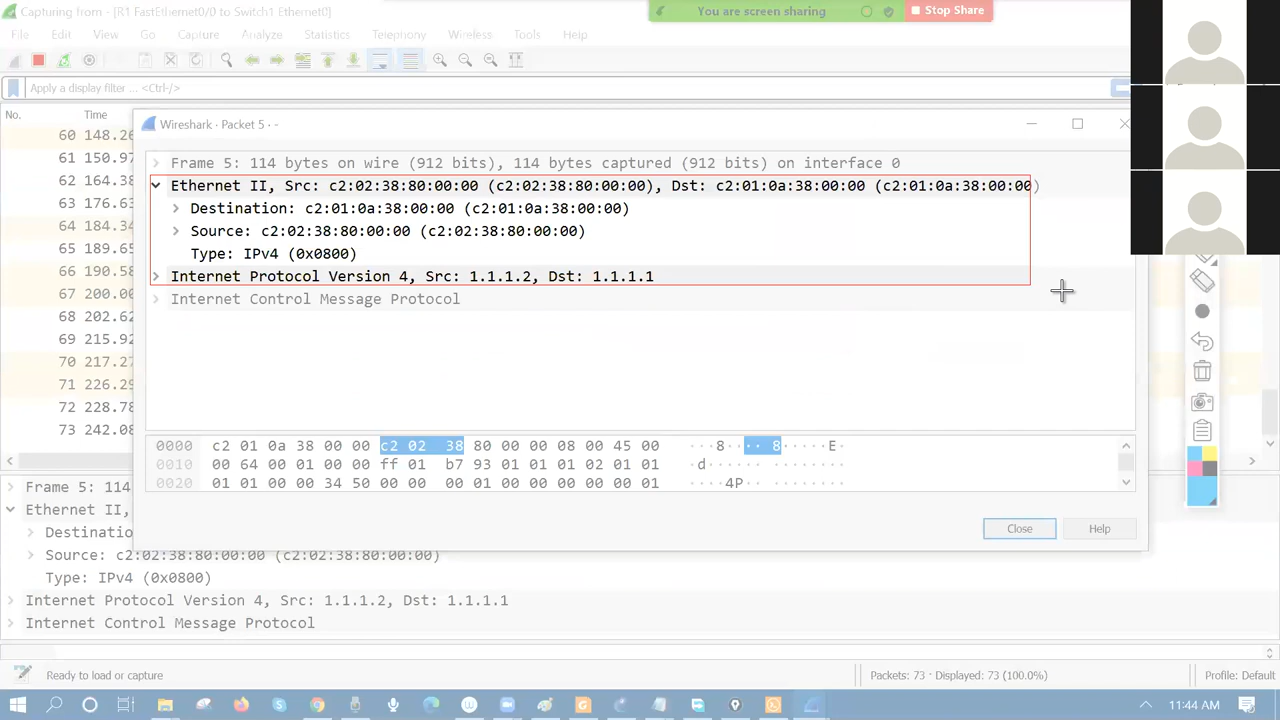 Capturing from - [R1 FastEthernet0/0 to Switch1 Ethernet0]
You are screen sharing
Stop Share
File Edit View Go Capture Analyze Statistics Telephony Wireless Tools Help
Apply a display filter ... <Ctrl-/>
No. Time
60 148.26
61 150.97
62 164.38
63 176.63
64 184.34
65 189.65
66 190.58
67 200.00
68 202.62
69 215.92
70 217.27
71 226.29
72 228.78
73 242.08
Wireshark · Packet 5 · -
Frame 5: 114 bytes on wire (912 bits), 114 bytes captured (912 bits) on interface 0
Ethernet II, Src: c2:02:38:80:00:00 (c2:02:38:80:00:00), Dst: c2:01:0a:38:00:00 (c2:01:0a:38:00:00)
Destination: c2:01:0a:38:00:00 (c2:01:0a:38:00:00)
Source: c2:02:38:80:00:00 (c2:02:38:80:00:00)
Type: IPv4 (0x0800)
Internet Protocol Version 4, Src: 1.1.1.2, Dst: 1.1.1.1
Internet Control Message Protocol
0000 c2 01 0a 38 00 00 c2 02 38 80 00 00 08 00 45 00 ···8·· ·· 8·····E·
0010 00 64 00 01 00 00 ff 01 b7 93 01 01 01 02 01 01 ·d······ ········
0020 01 01 00 00 34 50 00 00 00 01 00 00 00 00 01 ····4P·· ········
Close Help
Frame 5: 114
Ethernet II,
Destinatio
Source: c2:02:38:80:00:00 (c2:02:38:80:00:00)
Type: IPv4 (0x0800)
Internet Protocol Version 4, Src: 1.1.1.2, Dst: 1.1.1.1
Internet Control Message Protocol
Ready to load or capture
Packets: 73 · Displayed: 73 (100.0%)
Profile: Default
11:44 AM